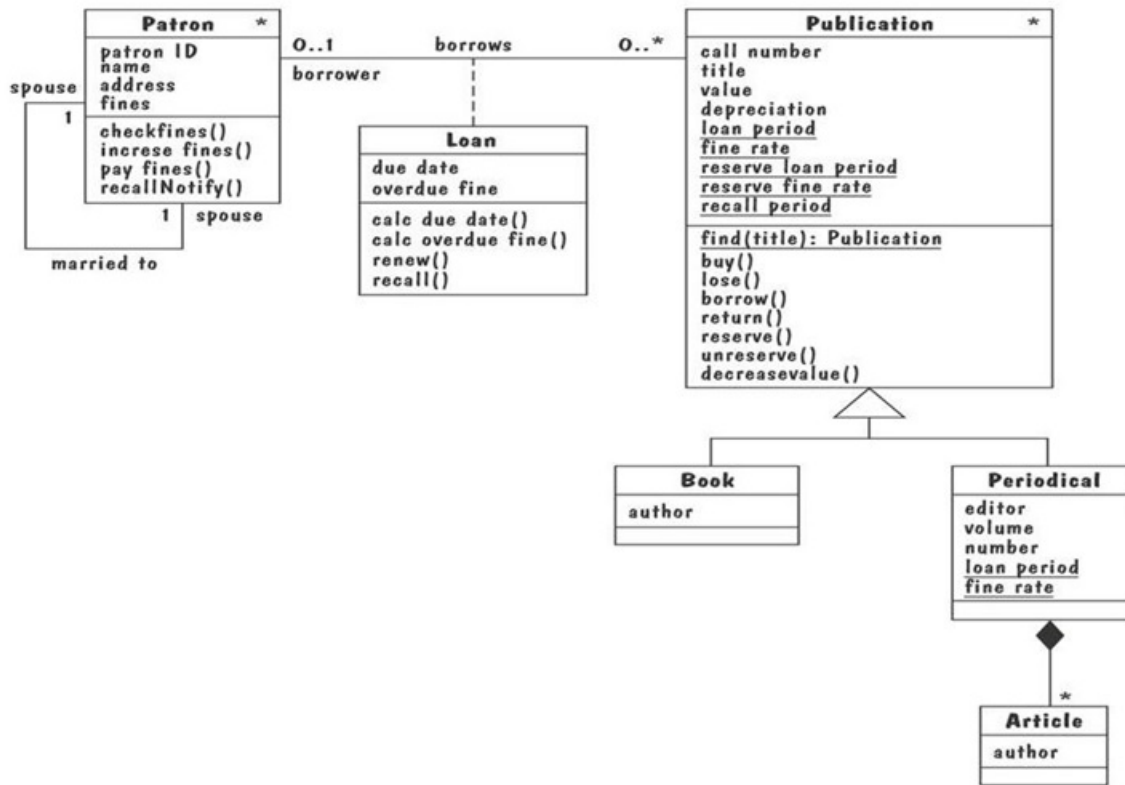 Patron *
patron ID
name
address
fines
checkfines()
increse fines()
pay fines()
recallNotify()
spouse
1
1 spouse
married to
0..1 borrows 0..*
borrower
Loan
due date
overdue fine
calc due date()
calc overdue fine()
renew()
recall()
Publication *
call number
title
value
depreciation
loan period
fine rate
reserve loan period
reserve fine rate
recall period
find(title): Publication
buy()
lose()
borrow()
return()
reserve()
unreserve()
decreasevalue()
Book
author
Periodical
editor
volume
number
loan period
fine rate
*
Article
author